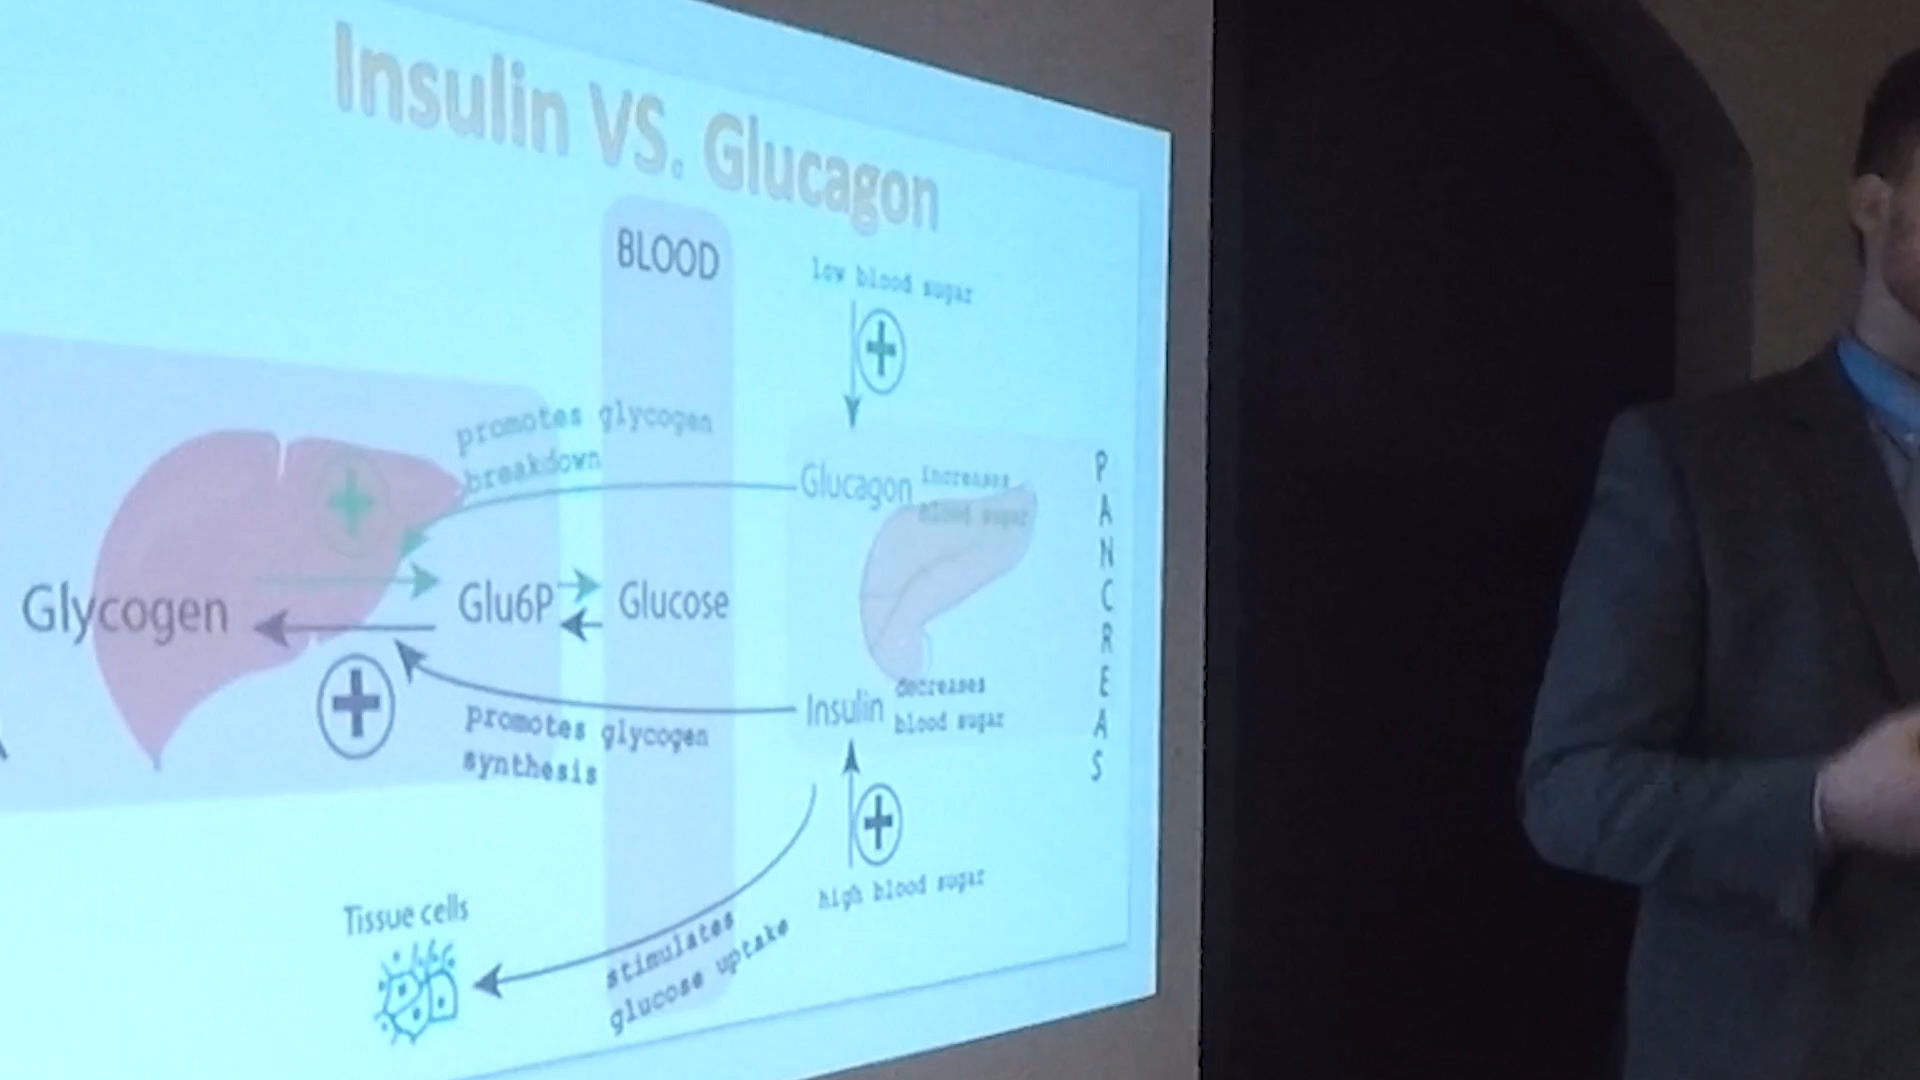 Insulin VS. Glucagon
BLOOD
low blood sugar
promotes glycogen
breakdown
Glucagon
increases
blood sugar
PANCREAS
Glycogen
Glu6P
Glucose
Insulin
decreases
blood sugar
promotes glycogen
synthesis
high blood sugar
Tissue cells
stimulates
glucose uptake